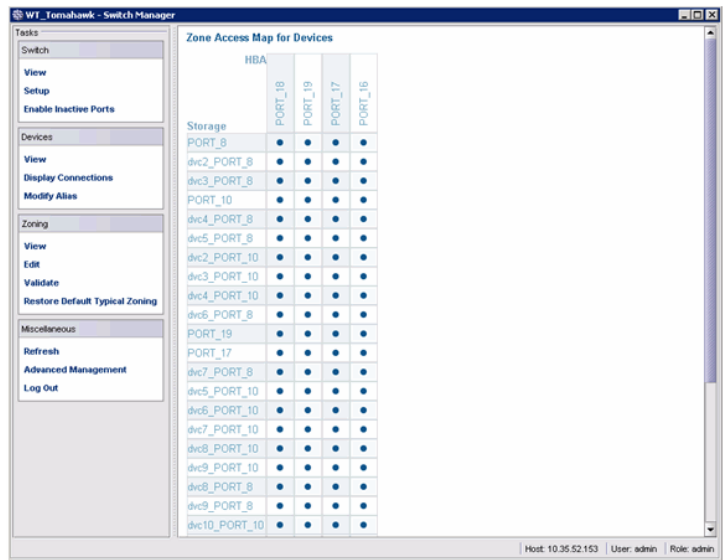 WT_Tomahawk - Switch Manager
Tasks
Switch
View
Setup
Enable Inactive Ports
Devices
View
Display Connections
Modify Alias
Zoning
View
Edit
Validate
Restore Default Typical Zoning
Miscellaneous
Refresh
Advanced Management
Log Out
Zone Access Map for Devices
HBA
PORT_18
PORT_19
PORT_17
PORT_16
Storage
PORT_8
dvc2_PORT_8
dvc3_PORT_8
PORT_10
dvc4_PORT_8
dvc5_PORT_8
dvc2_PORT_10
dvc3_PORT_10
dvc4_PORT_10
dvc6_PORT_8
PORT_19
PORT_17
dvc7_PORT_8
dvc5_PORT_10
dvc6_PORT_10
dvc7_PORT_10
dvc8_PORT_10
dvc9_PORT_10
dvc8_PORT_8
dvc9_PORT_8
dvc10_PORT_10
Host: 10.35.52.153 User: admin Role: admin